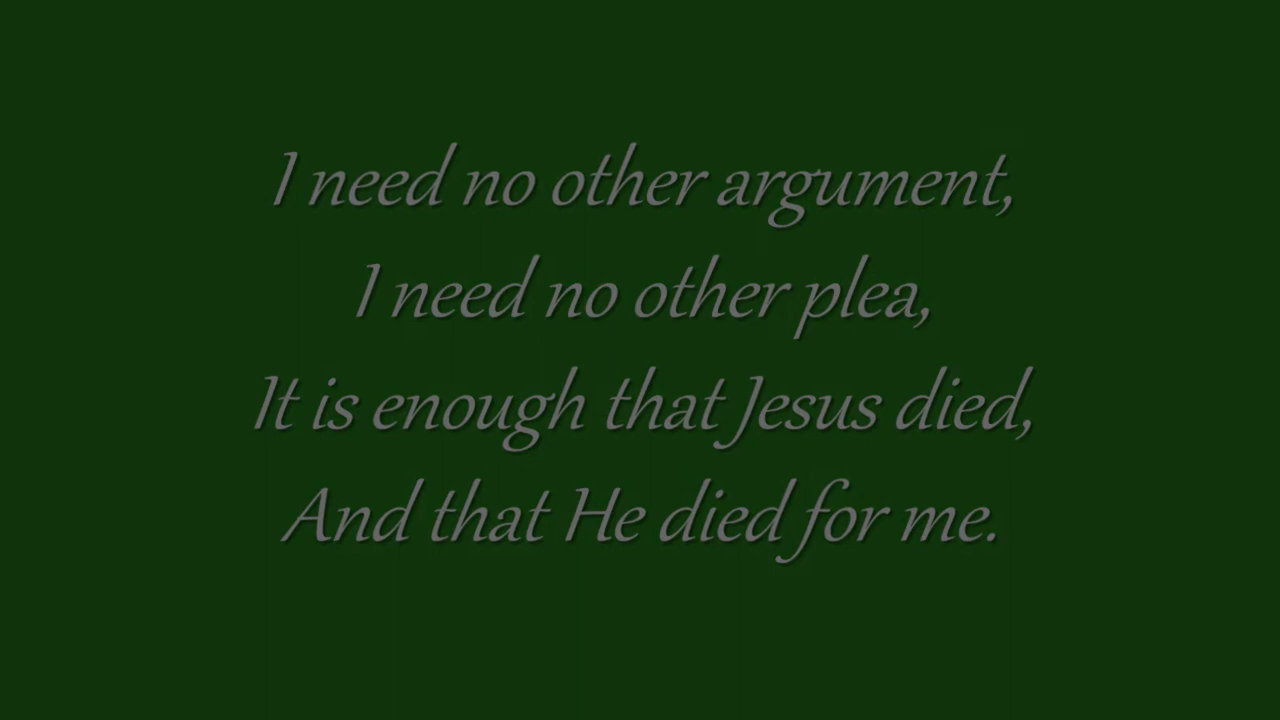 I need no other argument,
I need no other plea,
It is enough that Jesus died,
And that He died for me.